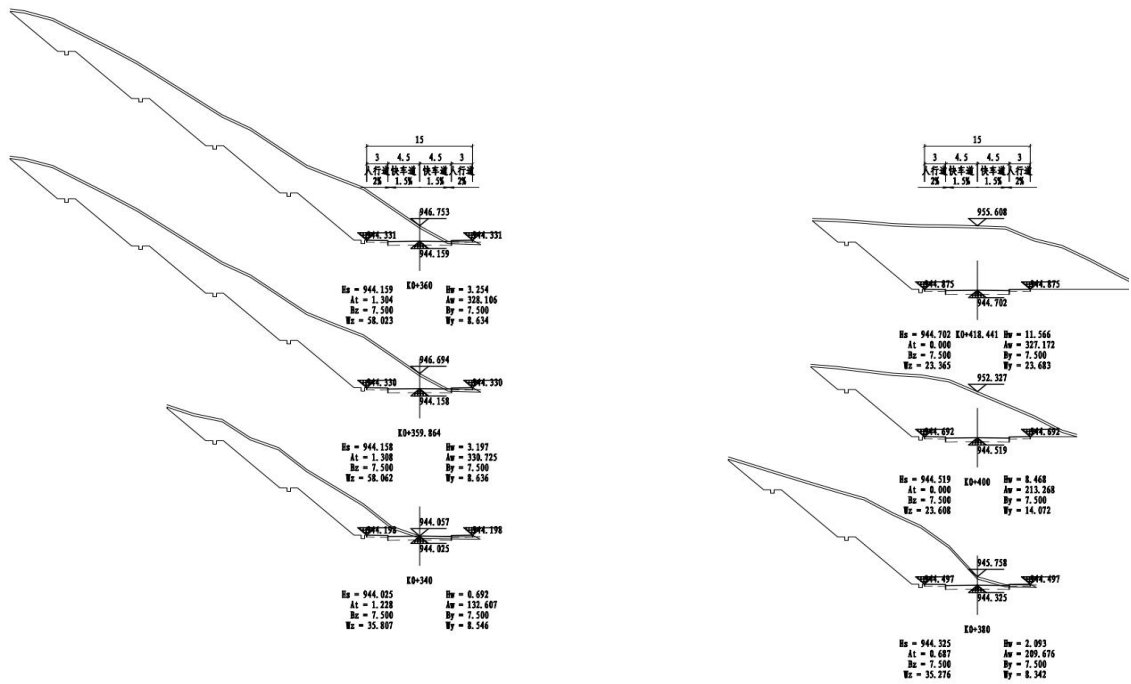 15
3 4.5 4.5 3
人行道 快车道 快车道 人行道
2% 1.5% 1.5% 2%
946.753
944.331 944.331
944.159
K0+360
Hs = 944.159 Hw = 3.254
At = 1.304 Aw = 328.106
Bz = 7.500 By = 7.500
Wz = 58.023 Wy = 8.634
946.694
944.330 944.330
944.158
K0+359.864
Hs = 944.158 Hw = 3.197
At = 1.308 Aw = 330.725
Bz = 7.500 By = 7.500
Wz = 58.062 Wy = 8.636
944.057
944.198 944.198
944.025
K0+340
Hs = 944.025 Hw = 0.692
At = 1.228 Aw = 132.607
Bz = 7.500 By = 7.500
Wz = 35.807 Wy = 8.546
15
3 4.5 4.5 3
人行道 快车道 快车道 人行道
2% 1.5% 1.5% 2%
955.608
944.875 944.875
944.702
Hs = 944.702 K0+418.441 Hw = 11.566
At = 0.000 Aw = 327.172
Bz = 7.500 By = 7.500
Wz = 23.365 Wy = 23.683
952.327
944.692 944.692
944.519
Hs = 944.519 K0+400 Hw = 8.468
At = 0.000 Aw = 213.268
Bz = 7.500 By = 7.500
Wz = 23.608 Wy = 14.072
945.758
944.497 944.497
944.325
K0+380
Hs = 944.325 Hw = 2.093
At = 0.687 Aw = 209.676
Bz = 7.500 By = 7.500
Wz = 35.276 Wy = 8.342